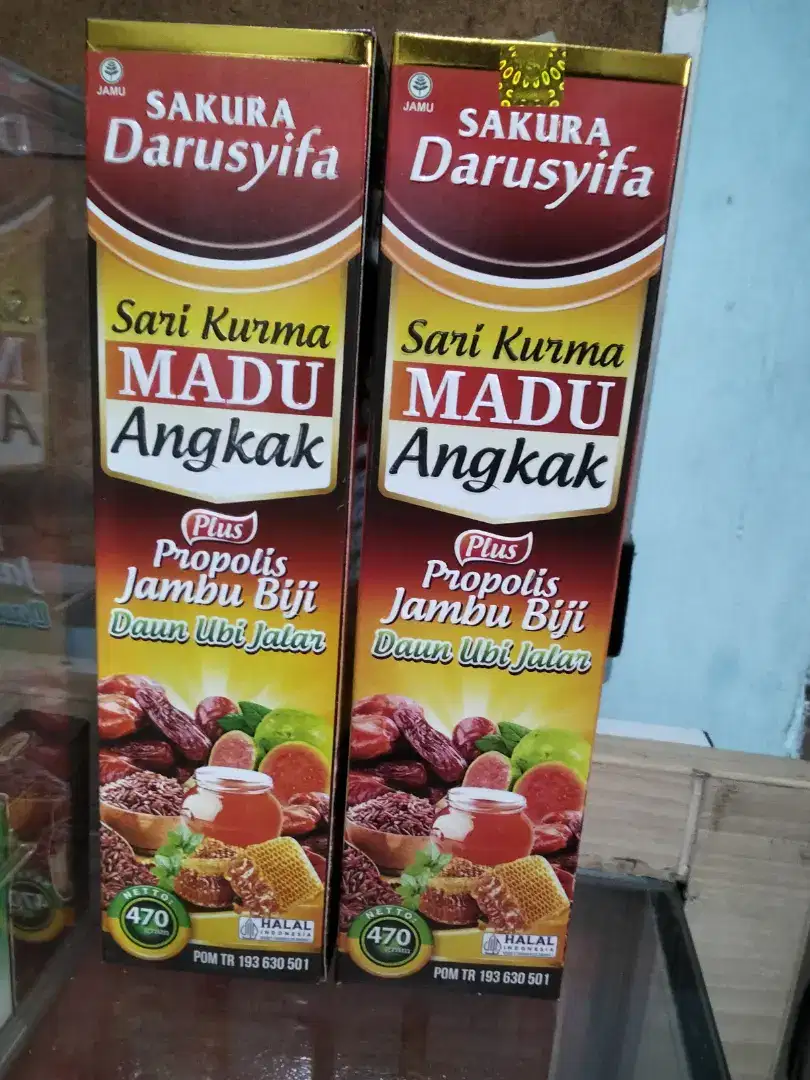 JAMU
SAKURA
Darusyifa
Sari Kurma
MADU
Angkak
Plus
Propolis
Jambu Biji
Daun Ubi Jalar
NETTO:
470
gram
HALAL
INDONESIA
POM TR 193 630 501
JAMU
SAKURA
Darusyifa
Sari Kurma
MADU
Angkak
Plus
Propolis
Jambu Biji
Daun Ubi Jalar
NETTO:
470
gram
HALAL
INDONESIA
POM TR 193 630 501